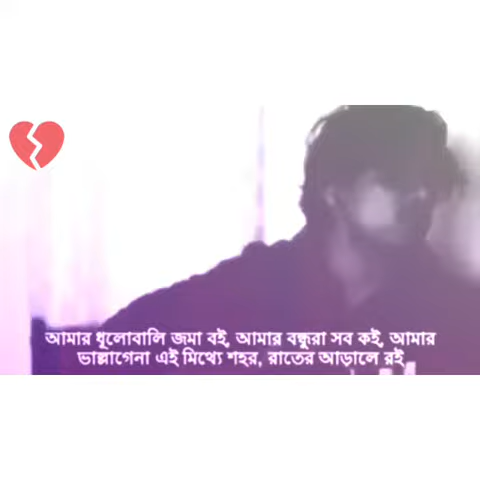 আমার ধূলোবালি জমা বই, আমার বন্ধুরা সব কই, আমার
ভাল্লাগেনা এই মিথ্যে শহর, রাতের আড়ালে রই